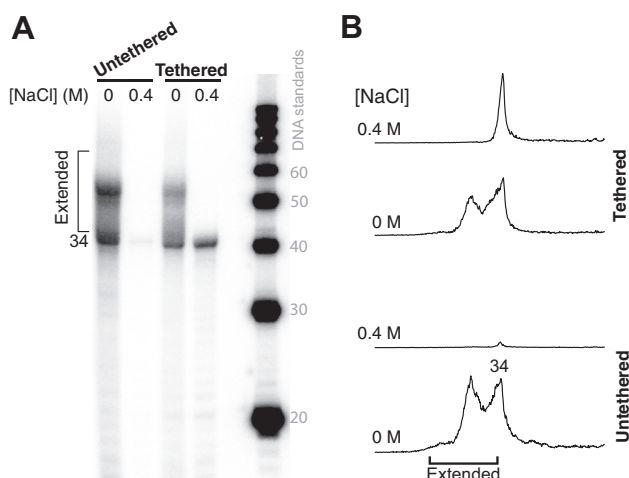 A
Untethered
Tethered
[NaCl] (M) 0 0.4 0 0.4
DNA standards
Extended
34
60
50
40
30
20
B
[NaCl]
0.4 M
0 M
Tethered
0.4 M
34
0 M
Untethered
Extended